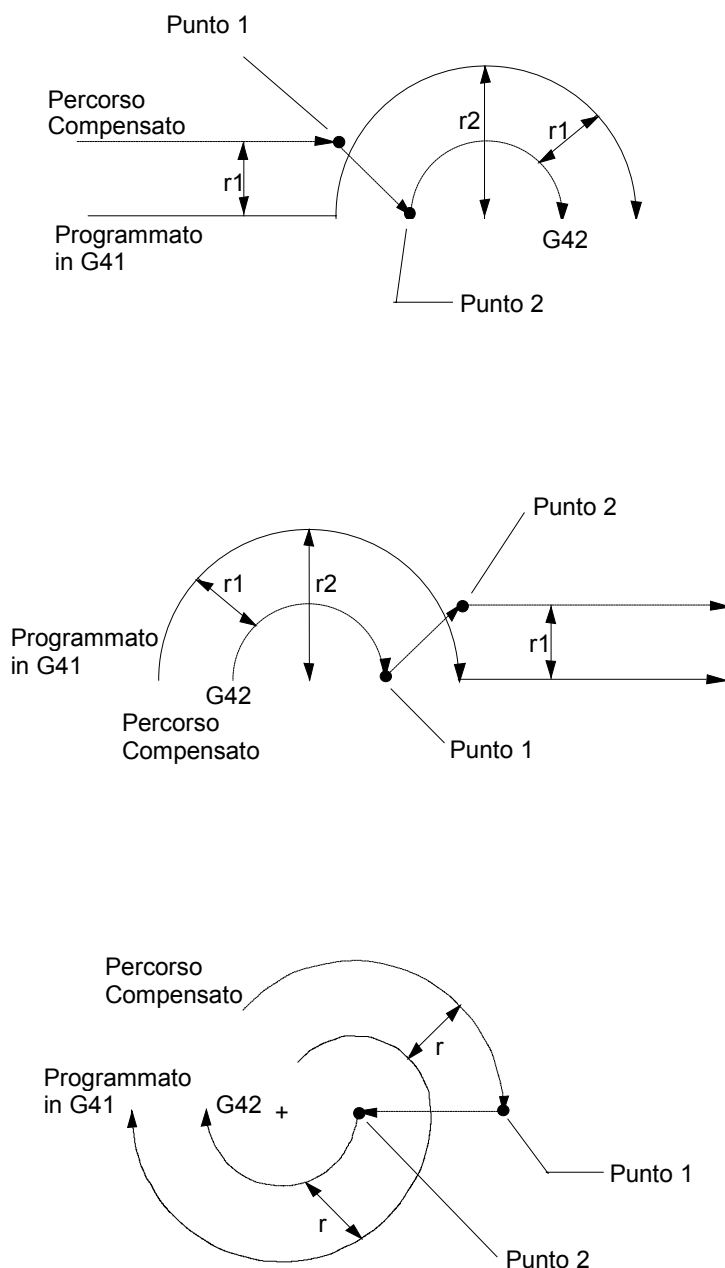 Punto 1
Percorso
Compensato
r2
r1
r1
Programmato
in G41
G42
Punto 2
Punto 2
r1
r2
Programmato
in G41
r1
G42
Percorso
Compensato
Punto 1
Percorso
Compensato
r
Programmato
in G41
G42
+
Punto 1
r
Punto 2